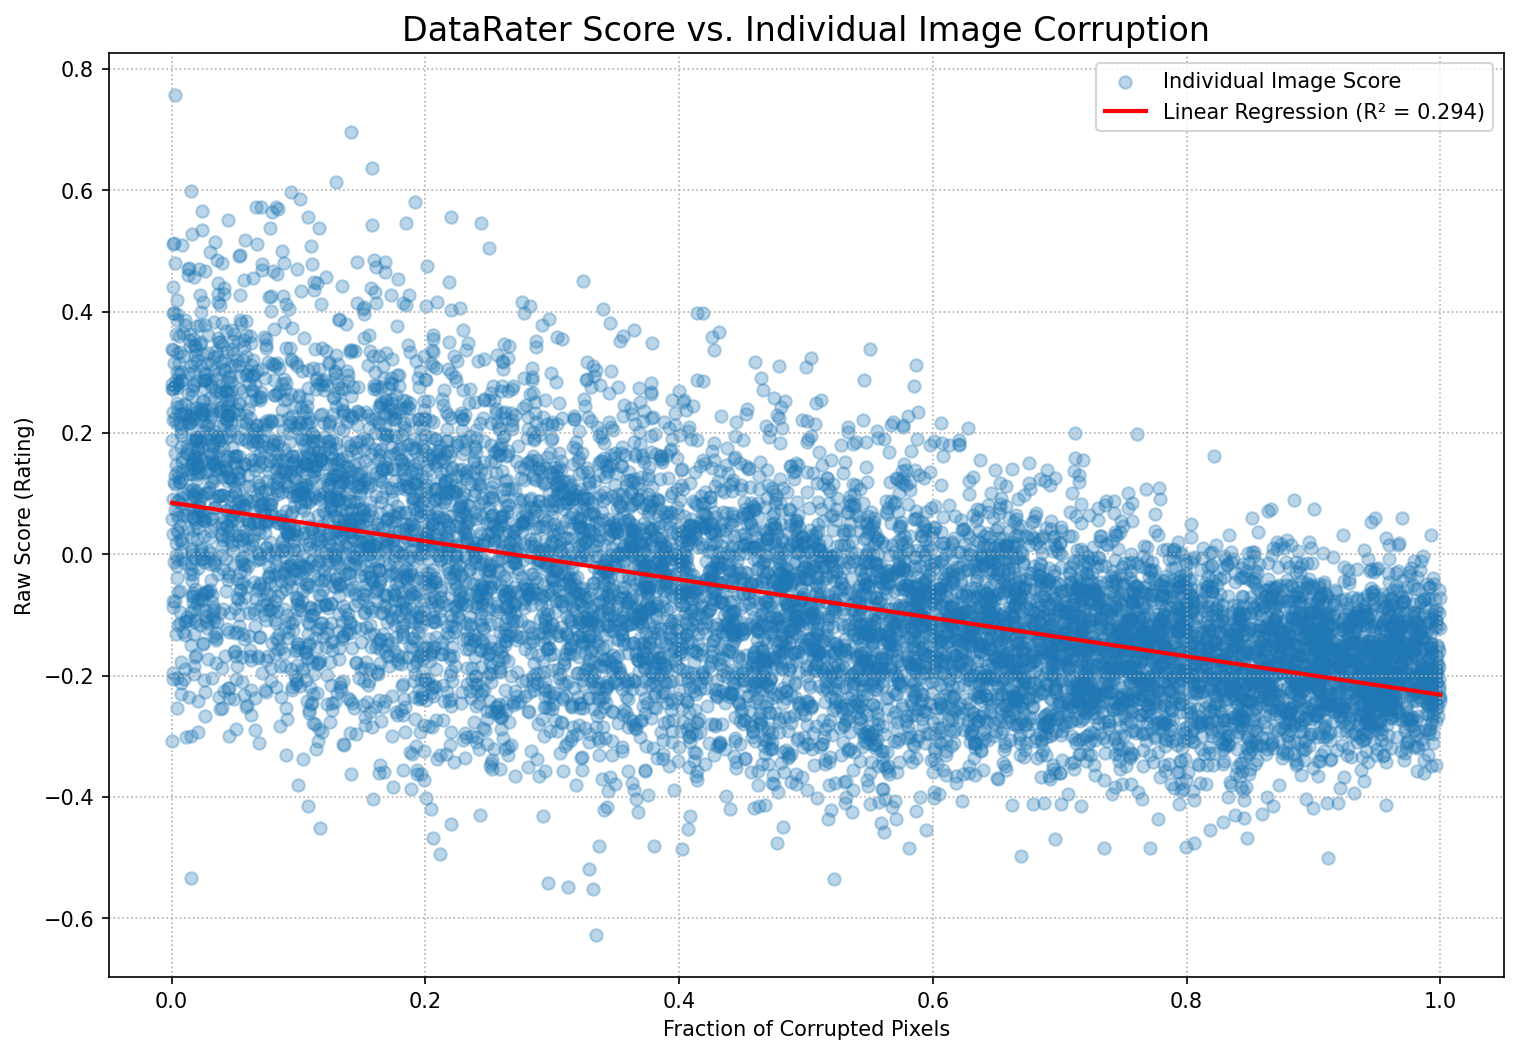 DataRater Score vs. Individual Image Corruption
Individual Image Score
Linear Regression (R² = 0.294)
Raw Score (Rating)
0.8
0.6
0.4
0.2
0.0
−0.2
−0.4
−0.6
0.0 0.2 0.4 0.6 0.8 1.0
Fraction of Corrupted Pixels